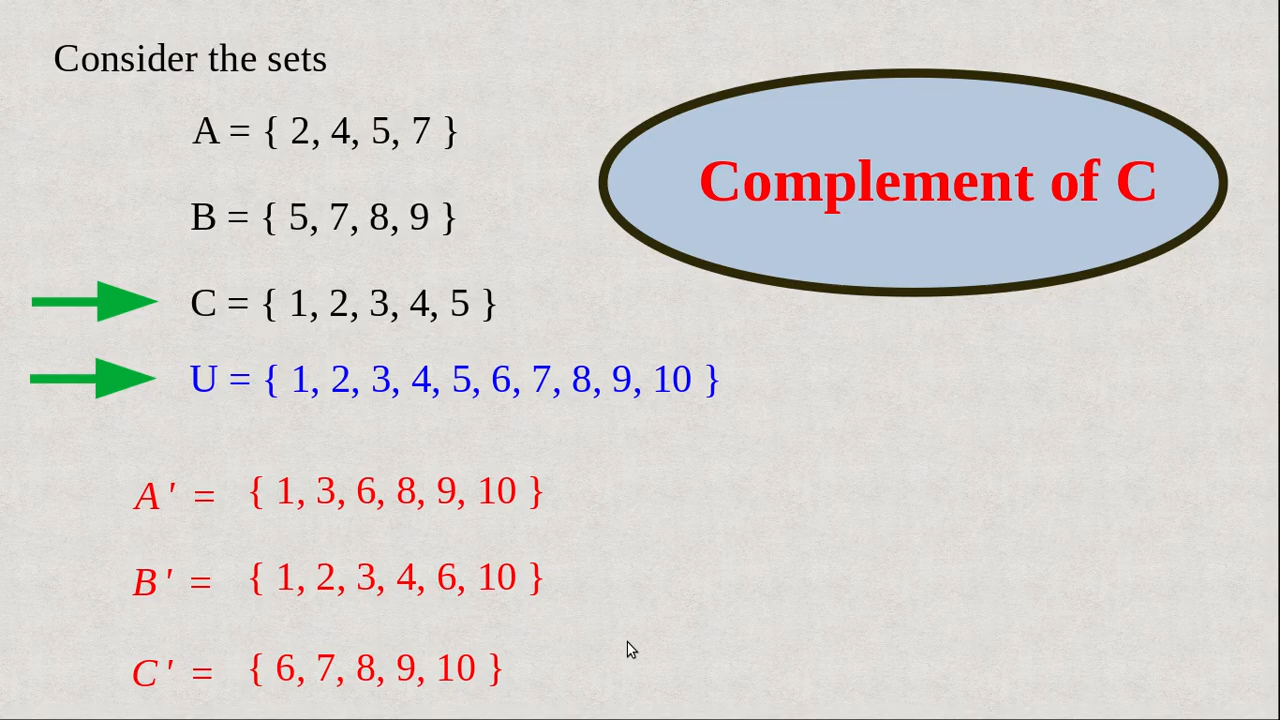 Consider the sets
A = { 2, 4, 5, 7 }
B = { 5, 7, 8, 9 }
C = { 1, 2, 3, 4, 5 }
U = { 1, 2, 3, 4, 5, 6, 7, 8, 9, 10 }
Complement of C
A' = { 1, 3, 6, 8, 9, 10 }
B' = { 1, 2, 3, 4, 6, 10 }
C' = { 6, 7, 8, 9, 10 }